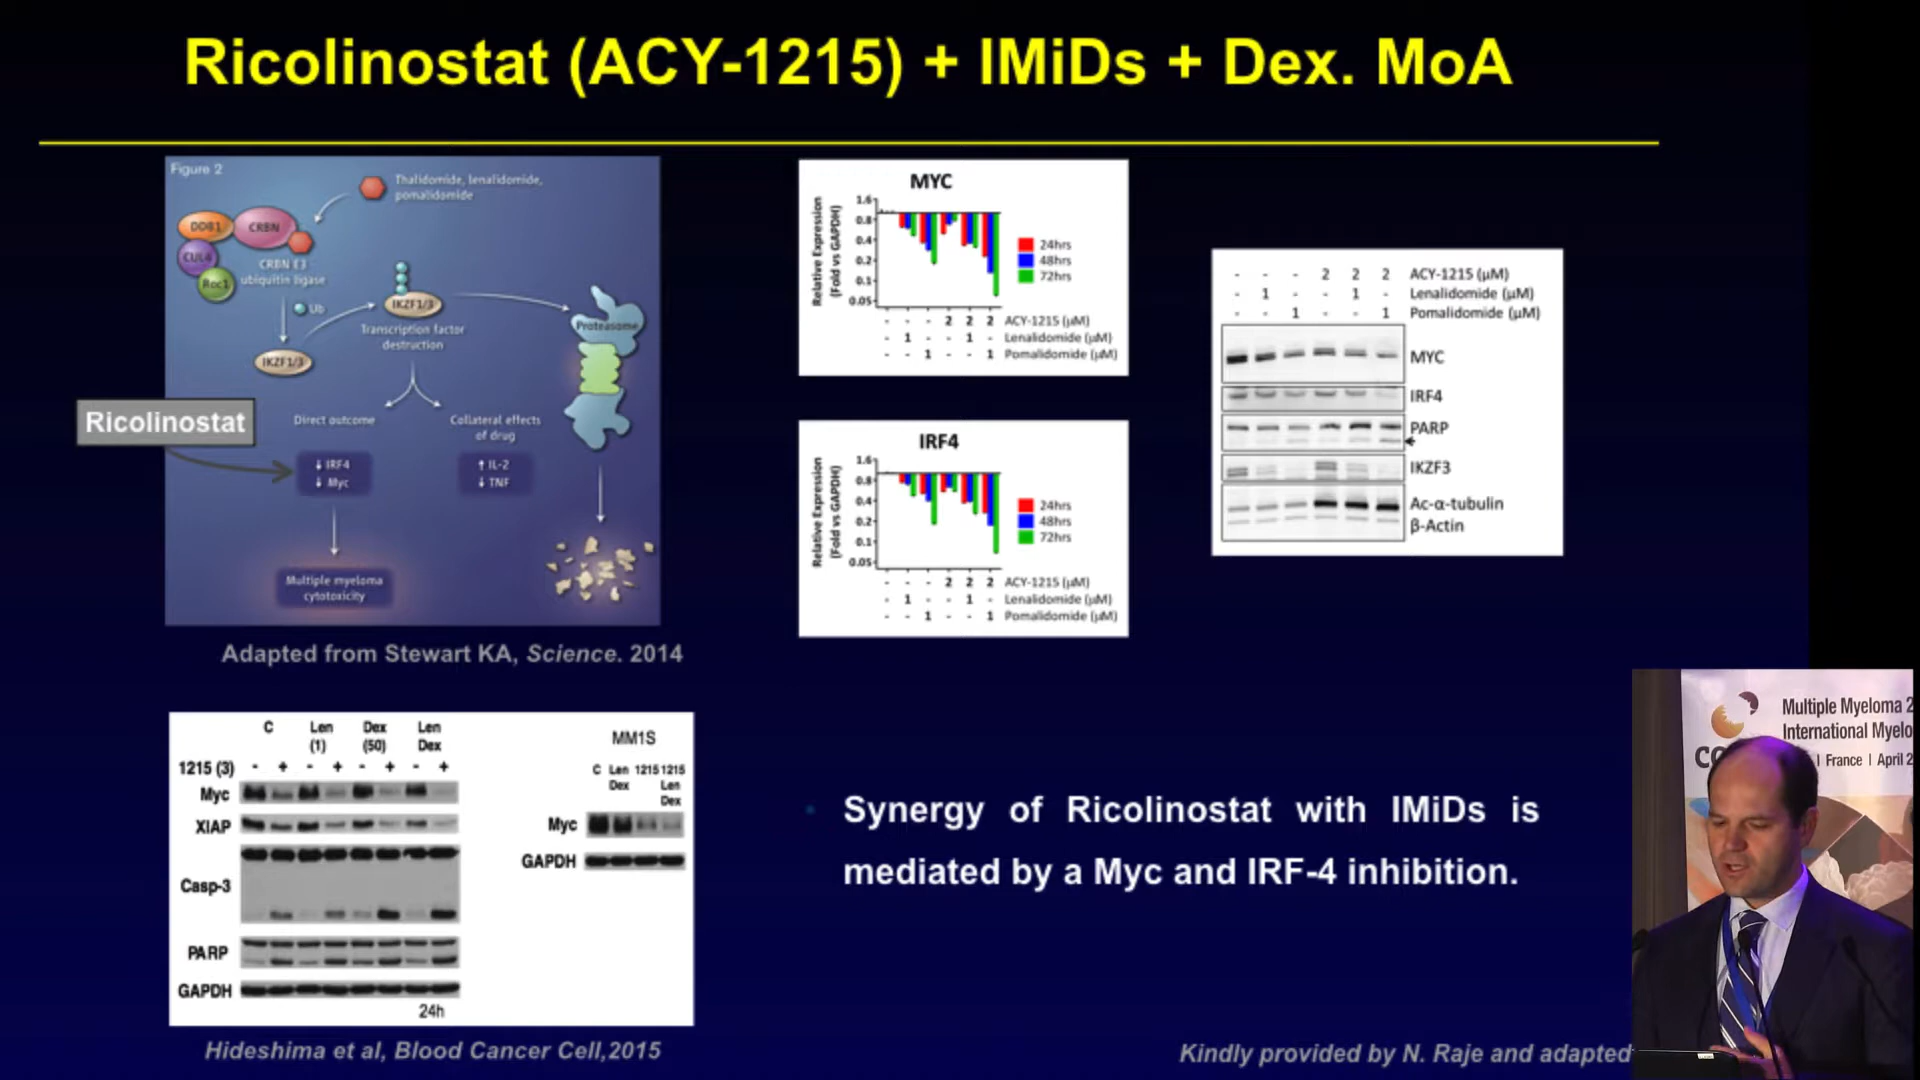 Ricolinostat (ACY-1215) + IMiDs + Dex. MoA
Figure 2
Thalidomide, lenalidomide,
pomalidomide
DDB1
CRBN
CUL4
Roc1
CRBN E3
ubiquitin ligase
Ub
IKZF1/3
IKZF1/3
Transcription factor
destruction
Proteasome
Ricolinostat
Direct outcome
Collateral effects
of drug
↓ IRF4
↓ Myc
↑ IL-2
↓ TNF
Multiple myeloma
cytotoxicity
Adapted from Stewart KA, Science. 2014
MYC
Relative Expression
(Fold vs GAPDH)
1.6
0.8
0.4
0.2
0.1
0.05
24hrs
48hrs
72hrs
- - - 2 2 2 ACY-1215 (µM)
- 1 - - 1 - Lenalidomide (µM)
- - 1 - - 1 Pomalidomide (µM)
IRF4
Relative Expression
(Fold vs GAPDH)
1.6
0.8
0.4
0.2
0.1
0.05
24hrs
48hrs
72hrs
- - - 2 2 2 ACY-1215 (µM)
- 1 - - 1 - Lenalidomide (µM)
- - 1 - - 1 Pomalidomide (µM)
- - - 2 2 2 ACY-1215 (µM)
- 1 - - 1 - Lenalidomide (µM)
- - 1 - - 1 Pomalidomide (µM)
MYC
IRF4
PARP
IKZF3
Ac-α-tubulin
β-Actin
C Len Dex Len
(1) (50) Dex
1215 (3) - + - + - + - +
Myc
XIAP
Casp-3
PARP
GAPDH
24h
MM1S
C Len 1215 1215
Dex Len
Dex
Myc
GAPDH
Hideshima et al, Blood Cancer Cell,2015
Synergy of Ricolinostat with IMiDs is
mediated by a Myc and IRF-4 inhibition.
Kindly provided by N. Raje and adapted
Multiple Myeloma 2
International Myelo
| France | April 2